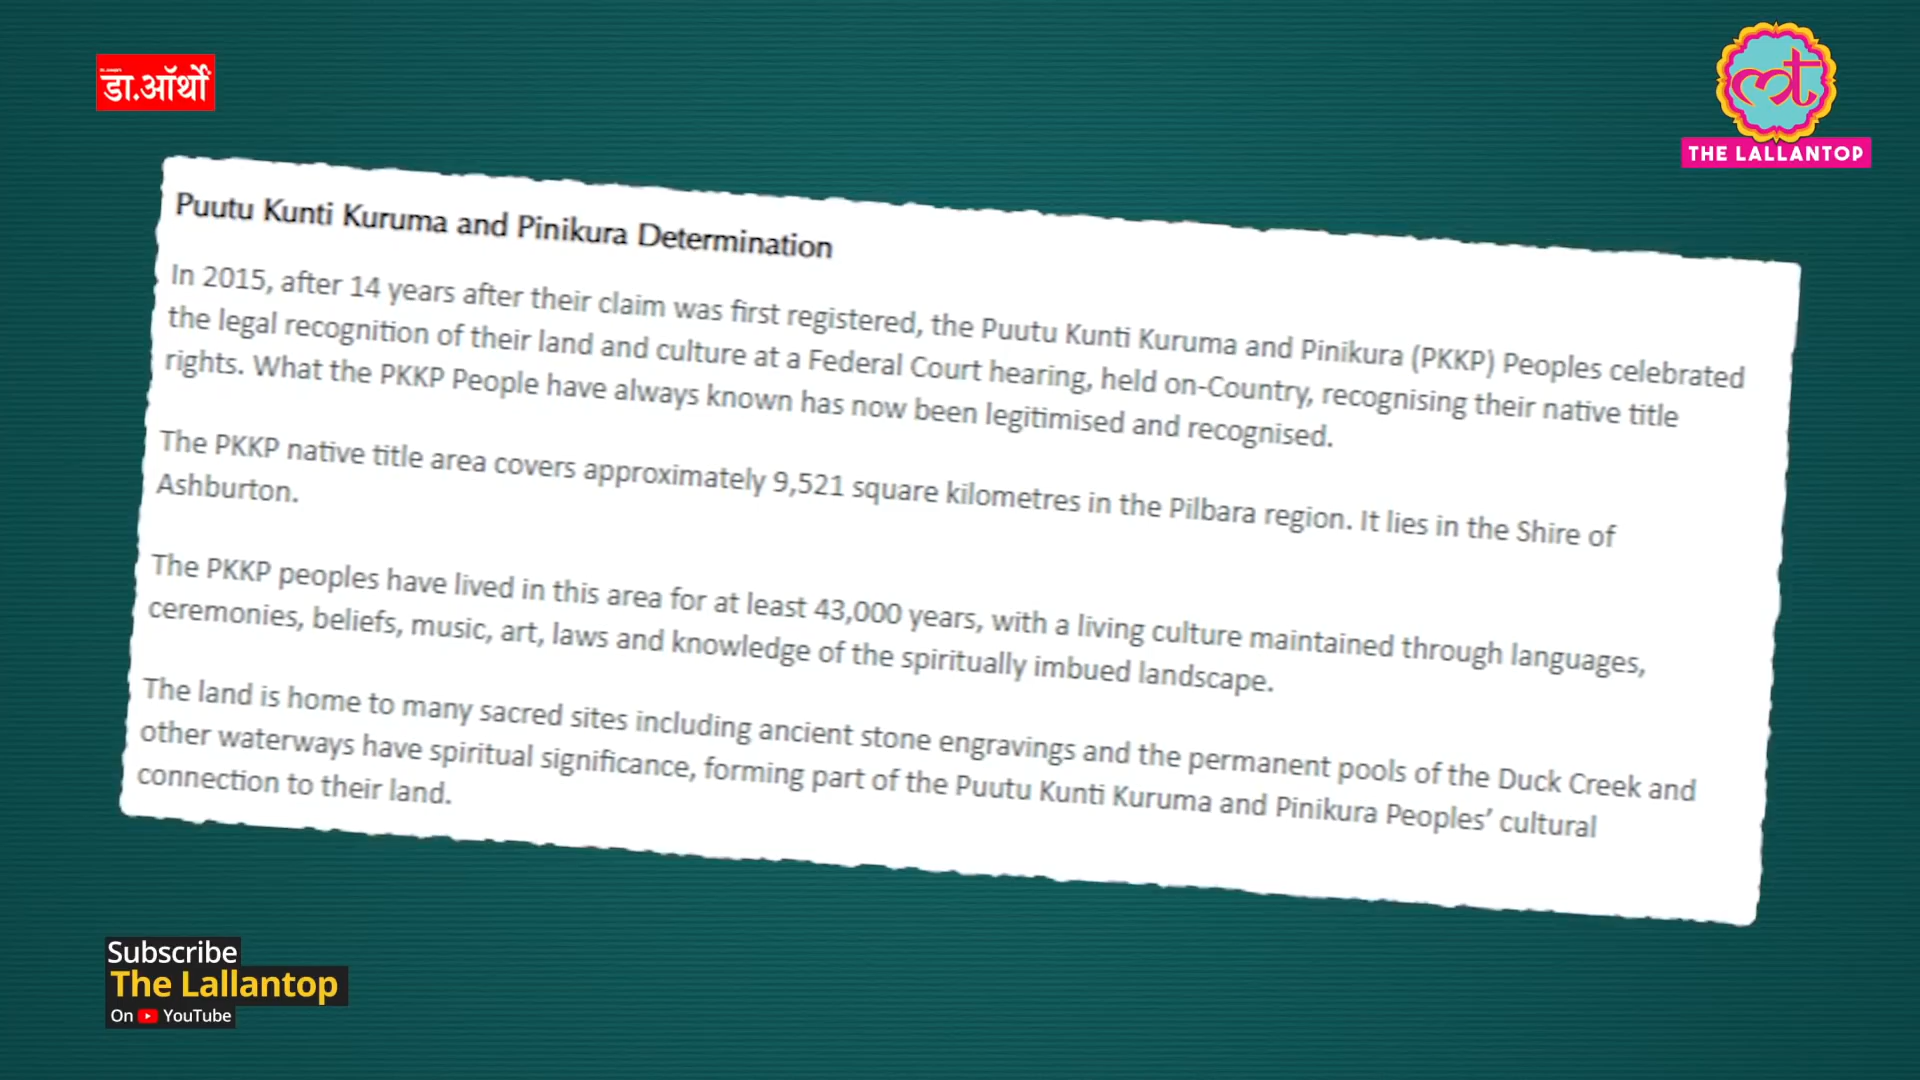 डा.ऑर्थो
THE LALLANTOP
Puutu Kunti Kuruma and Pinikura Determination
In 2015, after 14 years after their claim was first registered, the Puutu Kunti Kuruma and Pinikura (PKKP) Peoples celebrated
the legal recognition of their land and culture at a Federal Court hearing, held on-Country, recognising their native title
rights. What the PKKP People have always known has now been legitimised and recognised.
The PKKP native title area covers approximately 9,521 square kilometres in the Pilbara region. It lies in the Shire of
Ashburton.
The PKKP peoples have lived in this area for at least 43,000 years, with a living culture maintained through languages,
ceremonies, beliefs, music, art, laws and knowledge of the spiritually imbued landscape.
The land is home to many sacred sites including ancient stone engravings and the permanent pools of the Duck Creek and
other waterways have spiritual significance, forming part of the Puutu Kunti Kuruma and Pinikura Peoples’ cultural
connection to their land.
Subscribe
The Lallantop
On YouTube